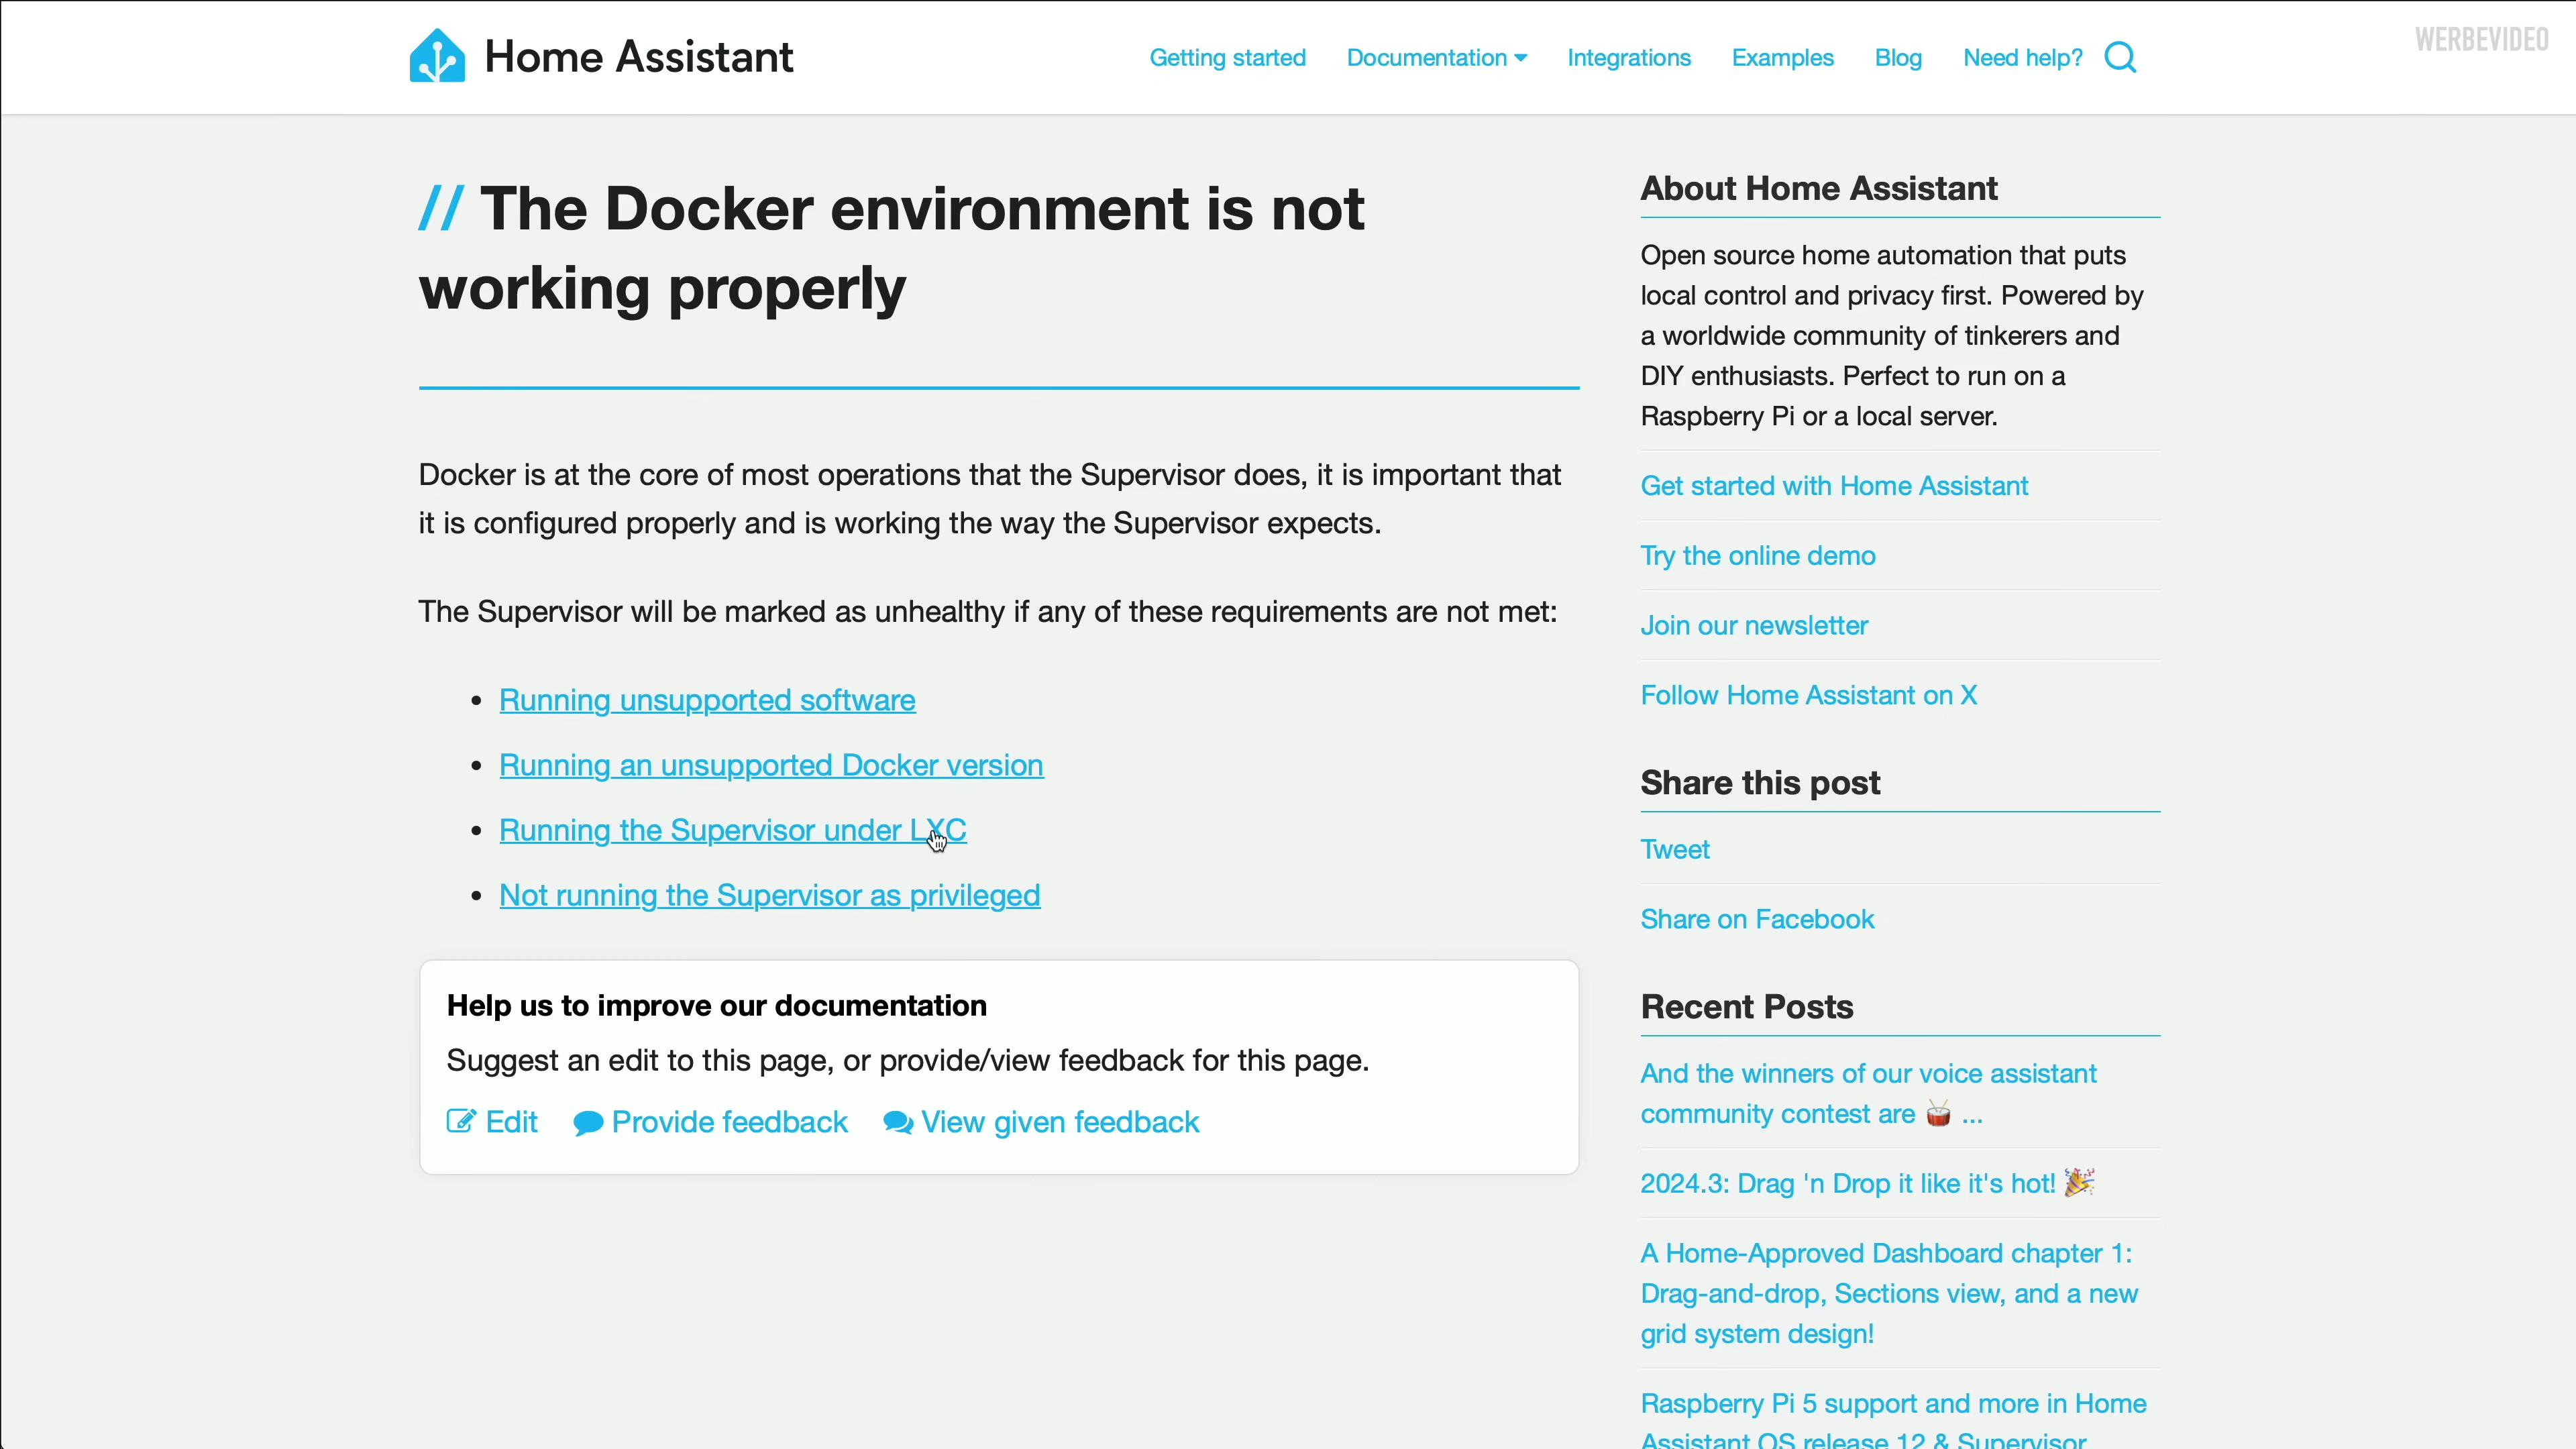 Home Assistant
Getting started
Documentation
Integrations
Examples
Blog
Need help?
WERBEVIDEO
// The Docker environment is not
working properly
Docker is at the core of most operations that the Supervisor does, it is important that
it is configured properly and is working the way the Supervisor expects.
The Supervisor will be marked as unhealthy if any of these requirements are not met:
• Running unsupported software
• Running an unsupported Docker version
• Running the Supervisor under LXC
• Not running the Supervisor as privileged
Help us to improve our documentation
Suggest an edit to this page, or provide/view feedback for this page.
Edit
Provide feedback
View given feedback
About Home Assistant
Open source home automation that puts
local control and privacy first. Powered by
a worldwide community of tinkerers and
DIY enthusiasts. Perfect to run on a
Raspberry Pi or a local server.
Get started with Home Assistant
Try the online demo
Join our newsletter
Follow Home Assistant on X
Share this post
Tweet
Share on Facebook
Recent Posts
And the winners of our voice assistant
community contest are 🥁 ...
2024.3: Drag 'n Drop it like it's hot! 🎉
A Home-Approved Dashboard chapter 1:
Drag-and-drop, Sections view, and a new
grid system design!
Raspberry Pi 5 support and more in Home
Assistant OS release 12 & Supervisor